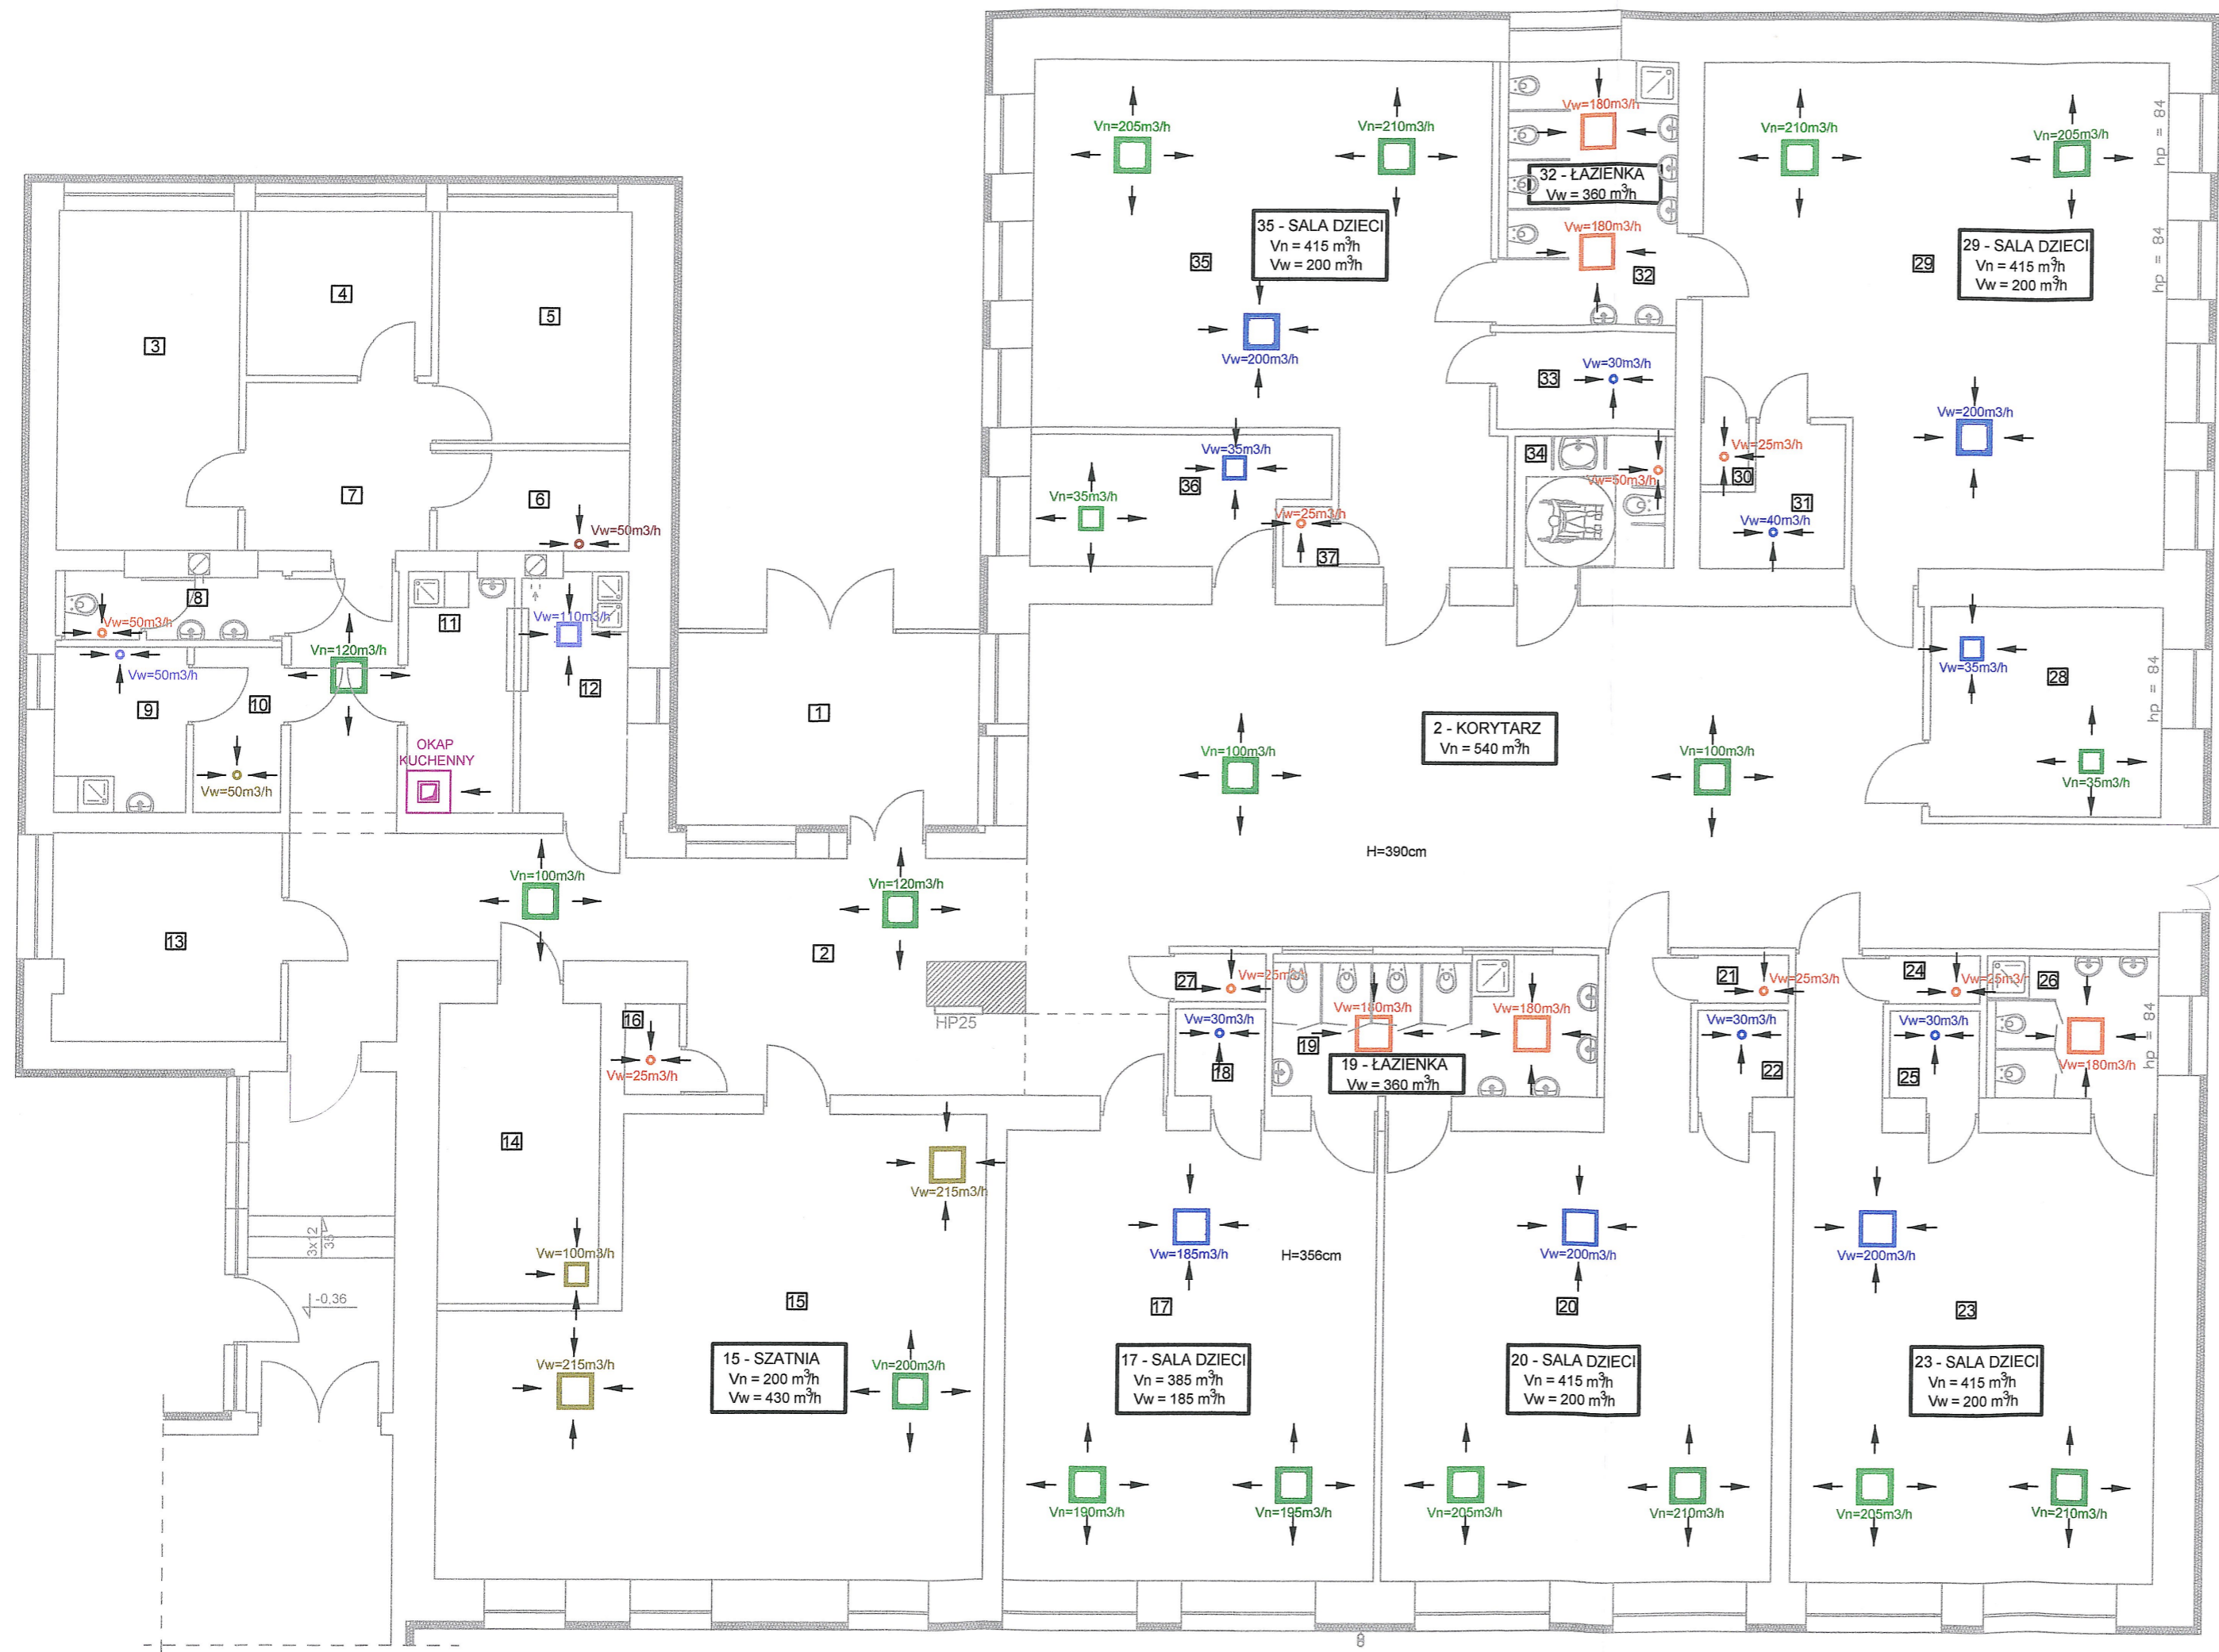 Vn=205m3/h
Vn=210m3/h
Vw=180m3/h
Vn=210m3/h
Vn=205m3/h
hp = 84
32 - ŁAZIENKA
Vw = 360 m³/h
Vw=180m3/h
32
35 - SALA DZIECI
Vn = 415 m³/h
Vw = 200 m³/h
35
29
29 - SALA DZIECI
Vn = 415 m³/h
Vw = 200 m³/h
hp = 84
4
5
3
Vw=200m3/h
33
Vw=30m3/h
Vw=200m3/h
Vw=35m3/h
36
34
Vw=50m3/h
Vw=25m3/h
30
7
6
Vw=50m3/h
Vn=35m3/h
Vw=25m3/h
37
31
Vw=40m3/h
8
Vw=50m3/h
11
Vw=110m3/h
Vn=120m3/h
Vw=50m3/h
9
10
12
1
Vw=35m3/h
28
hp = 84
2 - KORYTARZ
Vn = 540 m³/h
OKAP
KUCHENNY
Vw=50m3/h
Vn=100m3/h
Vn=100m3/h
Vn=35m3/h
H=390cm
Vn=100m3/h
Vn=120m3/h
13
2
27
Vw=25m3/h
21
Vw=25m3/h
24
Vw=25m3/h
26
HP25
16
Vw=25m3/h
Vw=30m3/h
18
Vw=180m3/h
Vw=180m3/h
19
19 - ŁAZIENKA
Vw = 360 m³/h
Vw=30m3/h
22
Vw=30m3/h
25
Vw=180m3/h
hp = 84
14
Vw=215m3/h
3x12
35
Vw=100m3/h
Vw=185m3/h
H=356cm
Vw=200m3/h
Vw=200m3/h
-0,36
15
17
20
23
Vw=215m3/h
15 - SZATNIA
Vn = 200 m³/h
Vw = 430 m³/h
Vn=200m3/h
17 - SALA DZIECI
Vn = 385 m³/h
Vw = 185 m³/h
20 - SALA DZIECI
Vn = 415 m³/h
Vw = 200 m³/h
23 - SALA DZIECI
Vn = 415 m³/h
Vw = 200 m³/h
Vn=190m3/h
Vn=195m3/h
Vn=205m3/h
Vn=210m3/h
Vn=205m3/h
Vn=210m3/h